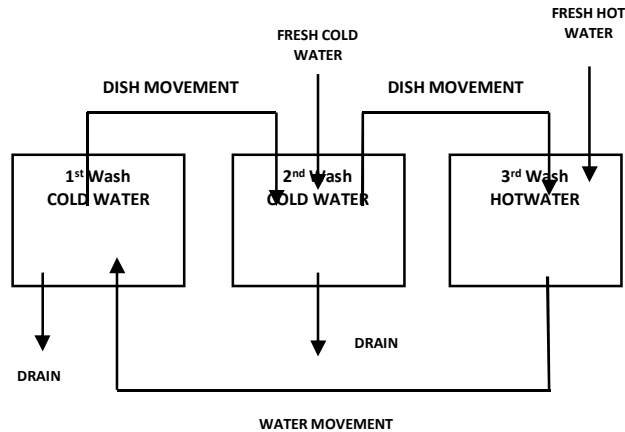 FRESH HOT
WATER
FRESH COLD
WATER
DISH MOVEMENT
DISH MOVEMENT
1st Wash
COLD WATER
2nd Wash
COLD WATER
3rd Wash
HOTWATER
DRAIN
DRAIN
WATER MOVEMENT